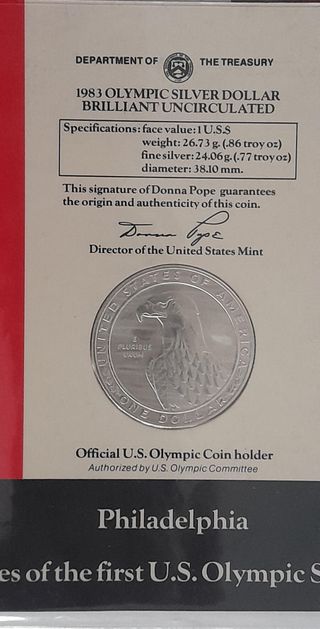 DEPARTMENT OF THE TREASURY
1983 OLYMPIC SILVER DOLLAR
BRILLIANT UNCIRCULATED
Specifications: face value: 1 U.S.$
weight: 26.73 g. (.86 troy oz)
fine silver: 24.06 g. (.77 troy oz)
diameter: 38.10 mm.
This signature of Donna Pope guarantees
the origin and authenticity of this coin.
Donna Pope
Director of the United States Mint
UNITED STATES OF AMERICA
E
PLURIBUS
UNUM
ONE DOLLAR
Official U.S. Olympic Coin holder
Authorized by U.S. Olympic Committee
Philadelphia
es of the first U.S. Olympic S